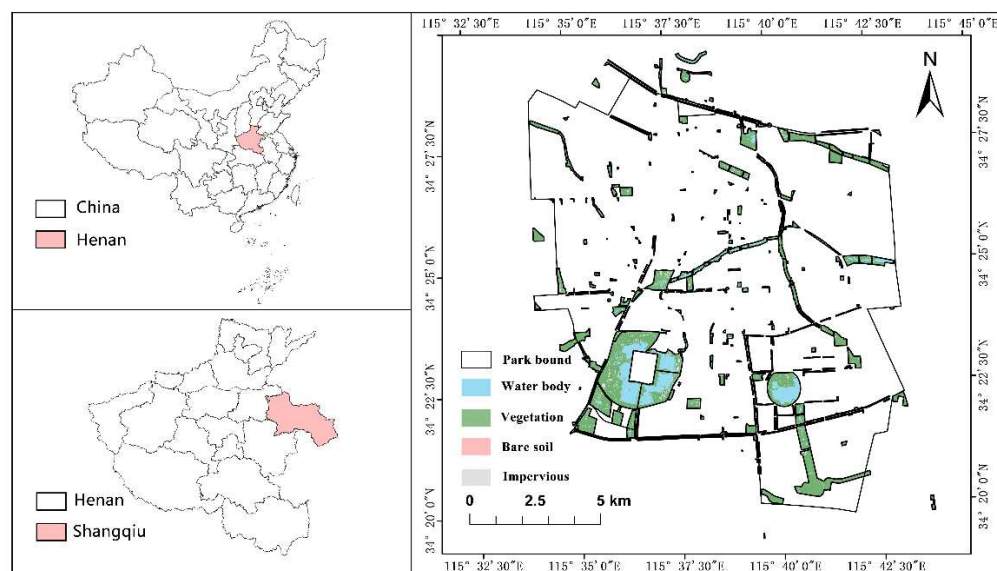 China
Henan
Henan
Shangqiu
115° 32′30″E 115° 35′0″E 115° 37′30″E 115° 40′0″E 115° 42′30″E 115° 45′0″E
N
34° 27′30″N
34° 25′0″N
34° 22′30″N
34° 20′0″N
34° 27′30″N
34° 25′0″N
34° 22′30″N
34° 20′0″N
Park bound
Water body
Vegetation
Bare soil
Impervious
0 2.5 5 km
115° 32′30″E 115° 35′0″E 115° 37′30″E 115° 40′0″E 115° 42′30″E